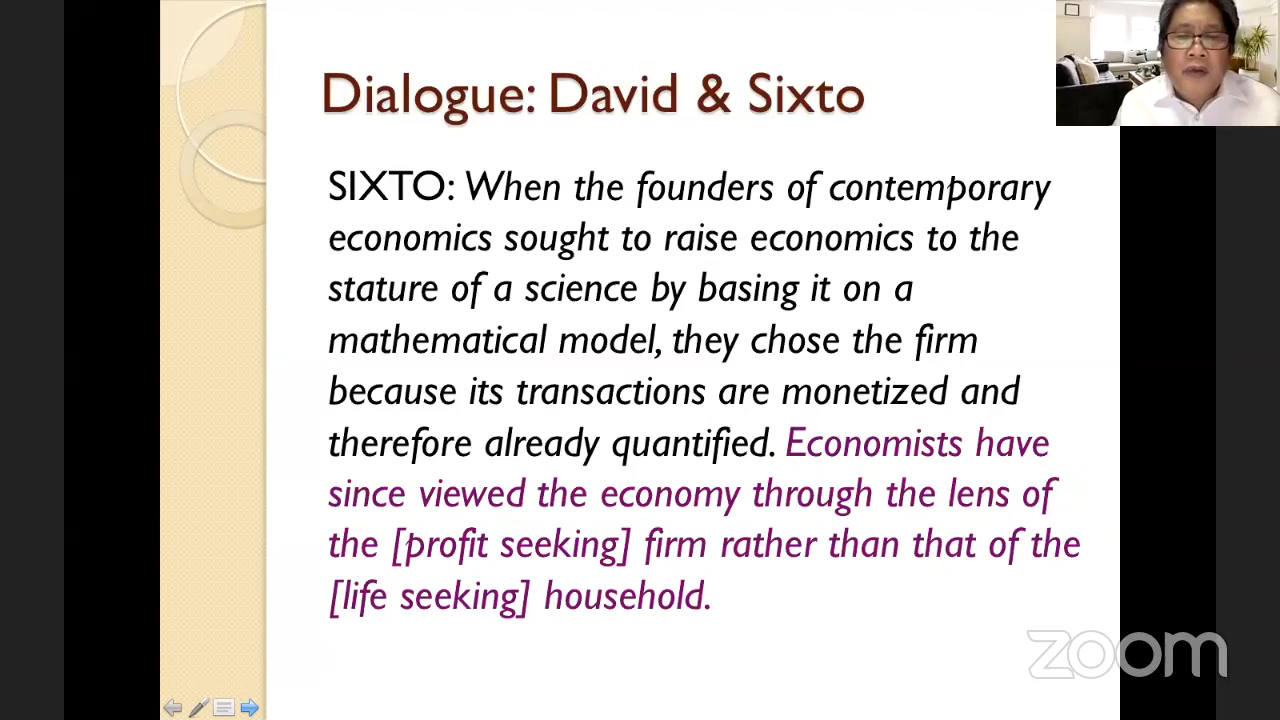 Dialogue: David & Sixto
SIXTO: When the founders of contemporary
economics sought to raise economics to the
stature of a science by basing it on a
mathematical model, they chose the firm
because its transactions are monetized and
therefore already quantified. Economists have
since viewed the economy through the lens of
the [profit seeking] firm rather than that of the
[life seeking] household.
zoom